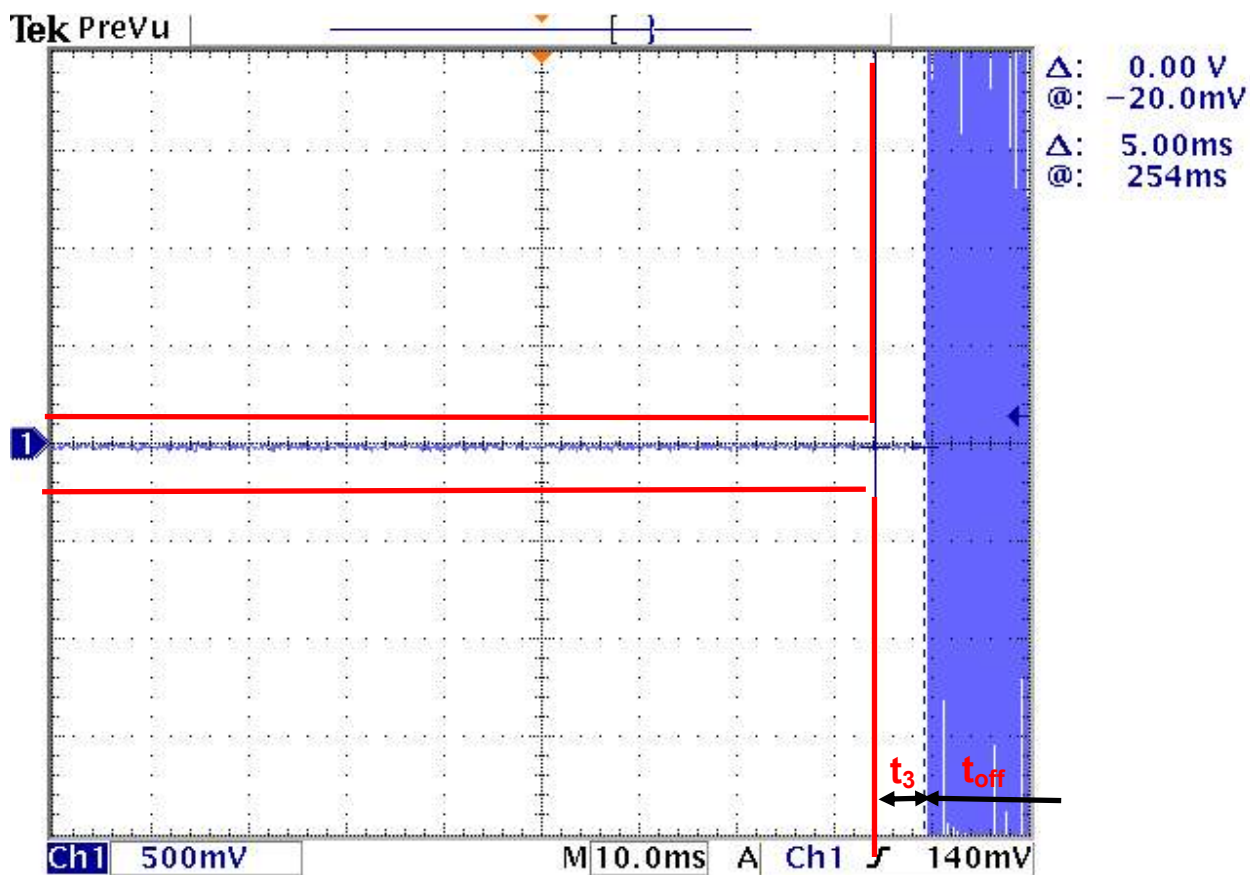 Tek PreVu
Δ: 0.00 V
@: −20.0mV
Δ: 5.00ms
@: 254ms
1
t3 toff
Ch1 500mV M 10.0ms A Ch1 140mV